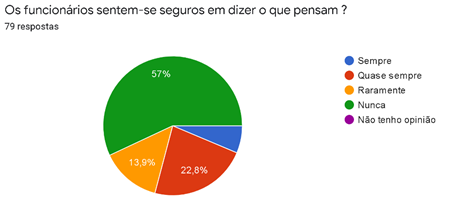 Os funcionários sentem-se seguros em dizer o que pensam ?
79 respostas
57%
13,9%
22,8%
Sempre
Quase sempre
Raramente
Nunca
Não tenho opinião